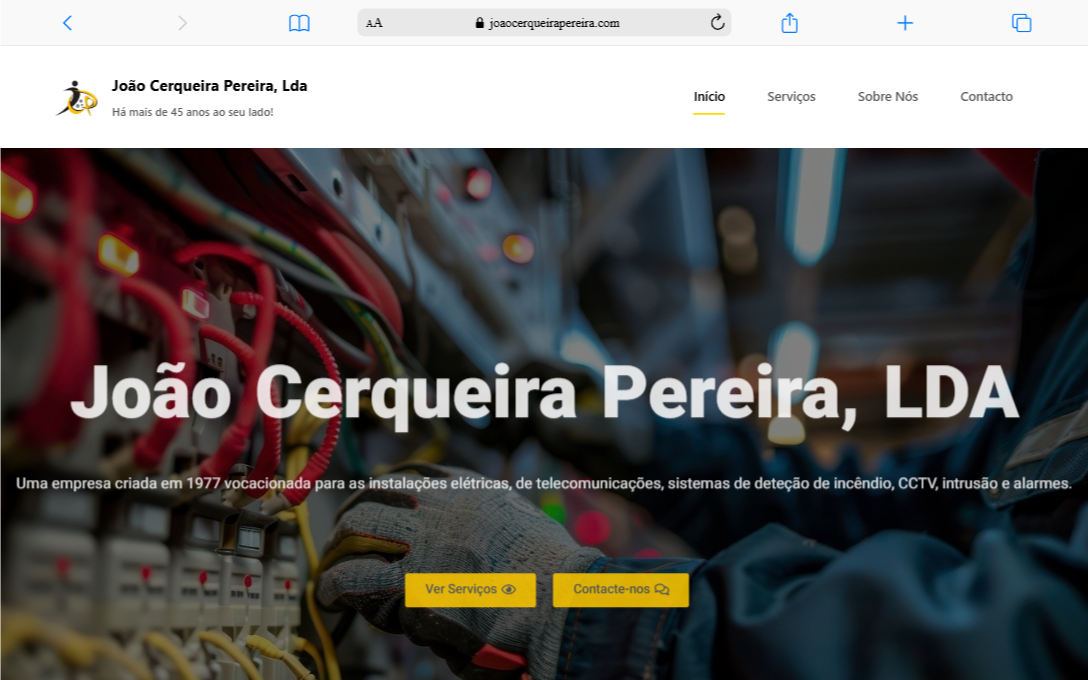 AA
joaocerqueirapereira.com
João Cerqueira Pereira, Lda
Há mais de 45 anos ao seu lado!
Início Serviços Sobre Nós Contacto
João Cerqueira Pereira, LDA
Uma empresa criada em 1977 vocacionada para as instalações elétricas, de telecomunicações, sistemas de deteção de incêndio, CCTV, intrusão e alarmes.
Ver Serviços Contacte-nos